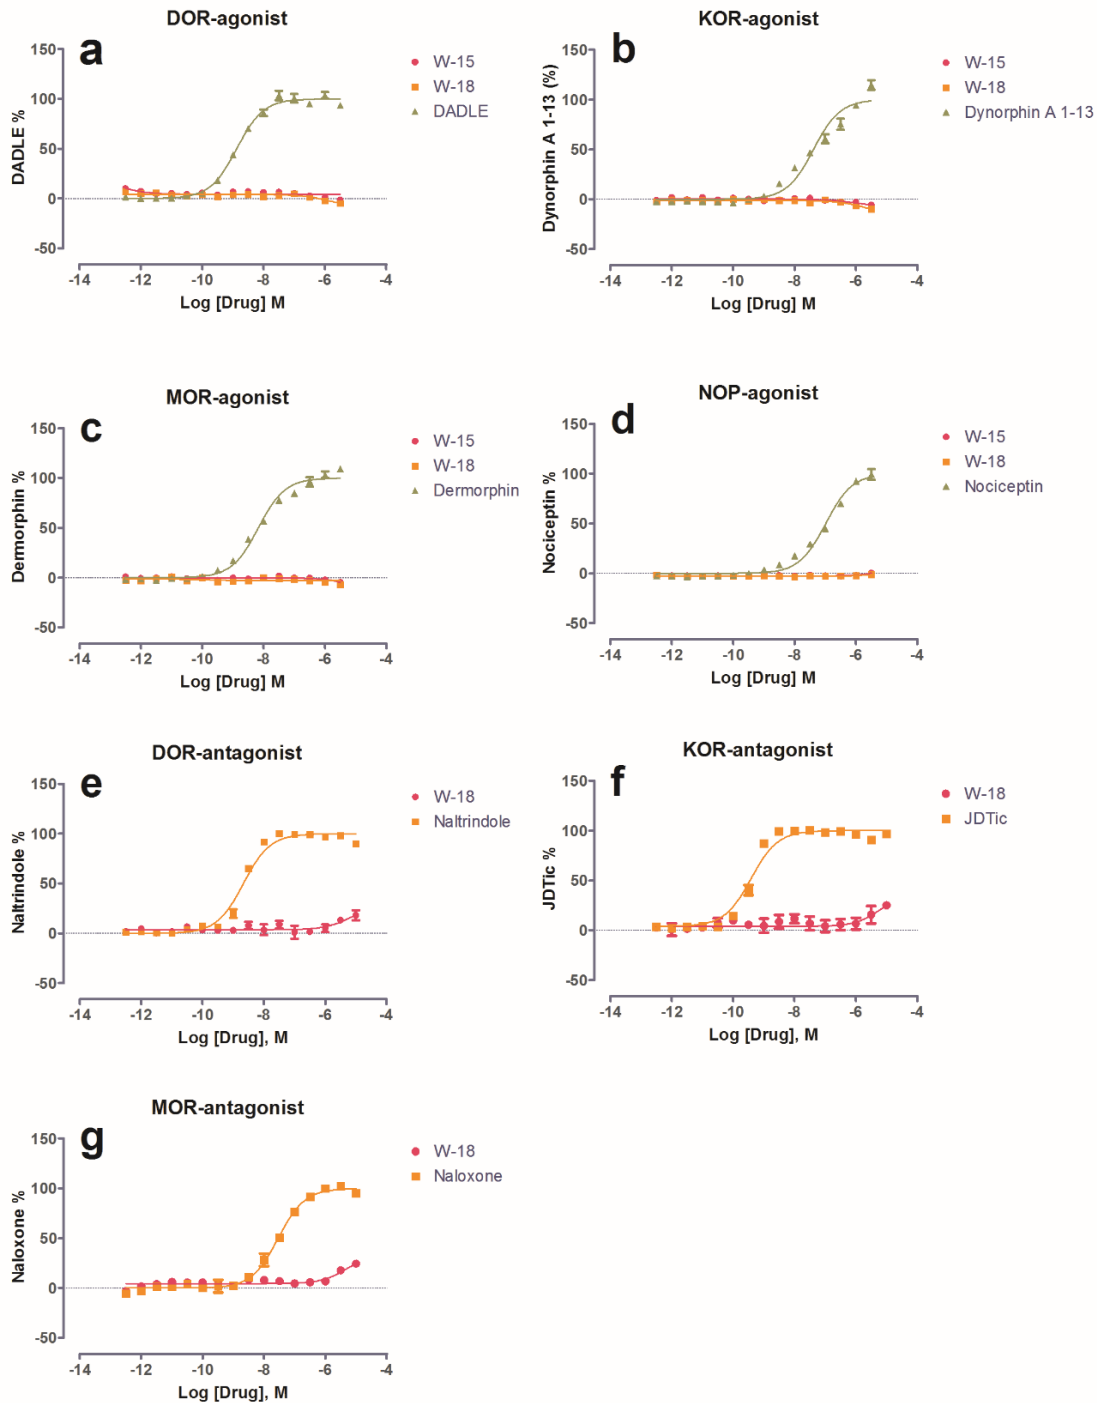 DOR-agonist
a
150
100
50
0
-50
DADLE %
-14 -12 -10 -8 -6 -4
Log [Drug] M
W-15
W-18
DADLE
KOR-agonist
b
150
100
50
0
-50
Dynorphin A 1-13 (%)
-14 -12 -10 -8 -6 -4
Log [Drug] M
W-15
W-18
Dynorphin A 1-13
MOR-agonist
c
150
100
50
0
-50
Dermorphin %
-14 -12 -10 -8 -6 -4
Log [Drug] M
W-15
W-18
Dermorphin
NOP-agonist
d
150
100
50
0
-50
Nociceptin %
-14 -12 -10 -8 -6 -4
Log [Drug] M
W-15
W-18
Nociceptin
DOR-antagonist
e
150
100
50
0
-50
Naltrindole %
-14 -12 -10 -8 -6 -4
Log [Drug], M
W-18
Naltrindole
KOR-antagonist
f
150
100
50
0
-50
JDTic %
-14 -12 -10 -8 -6 -4
Log [Drug], M
W-18
JDTic
MOR-antagonist
g
150
100
50
0
-50
Naloxone %
-14 -12 -10 -8 -6 -4
Log [Drug], M
W-18
Naloxone